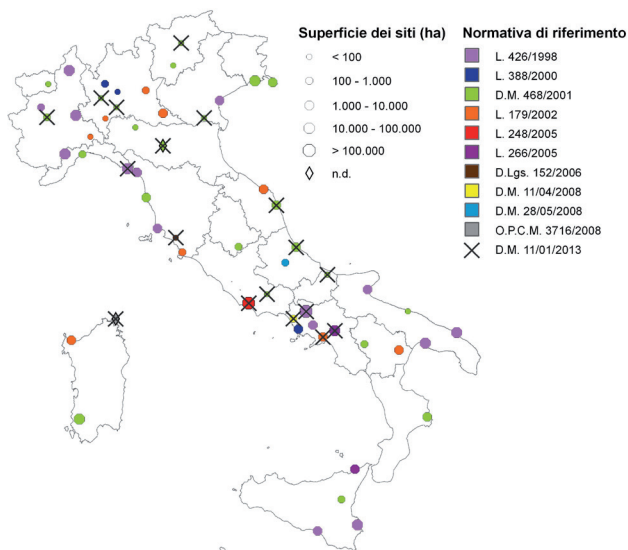 Superficie dei siti (ha)
< 100
100 - 1.000
1.000 - 10.000
10.000 - 100.000
> 100.000
n.d.
Normativa di riferimento
L. 426/1998
L. 388/2000
D.M. 468/2001
L. 179/2002
L. 248/2005
L. 266/2005
D.Lgs. 152/2006
D.M. 11/04/2008
D.M. 28/05/2008
O.P.C.M. 3716/2008
D.M. 11/01/2013